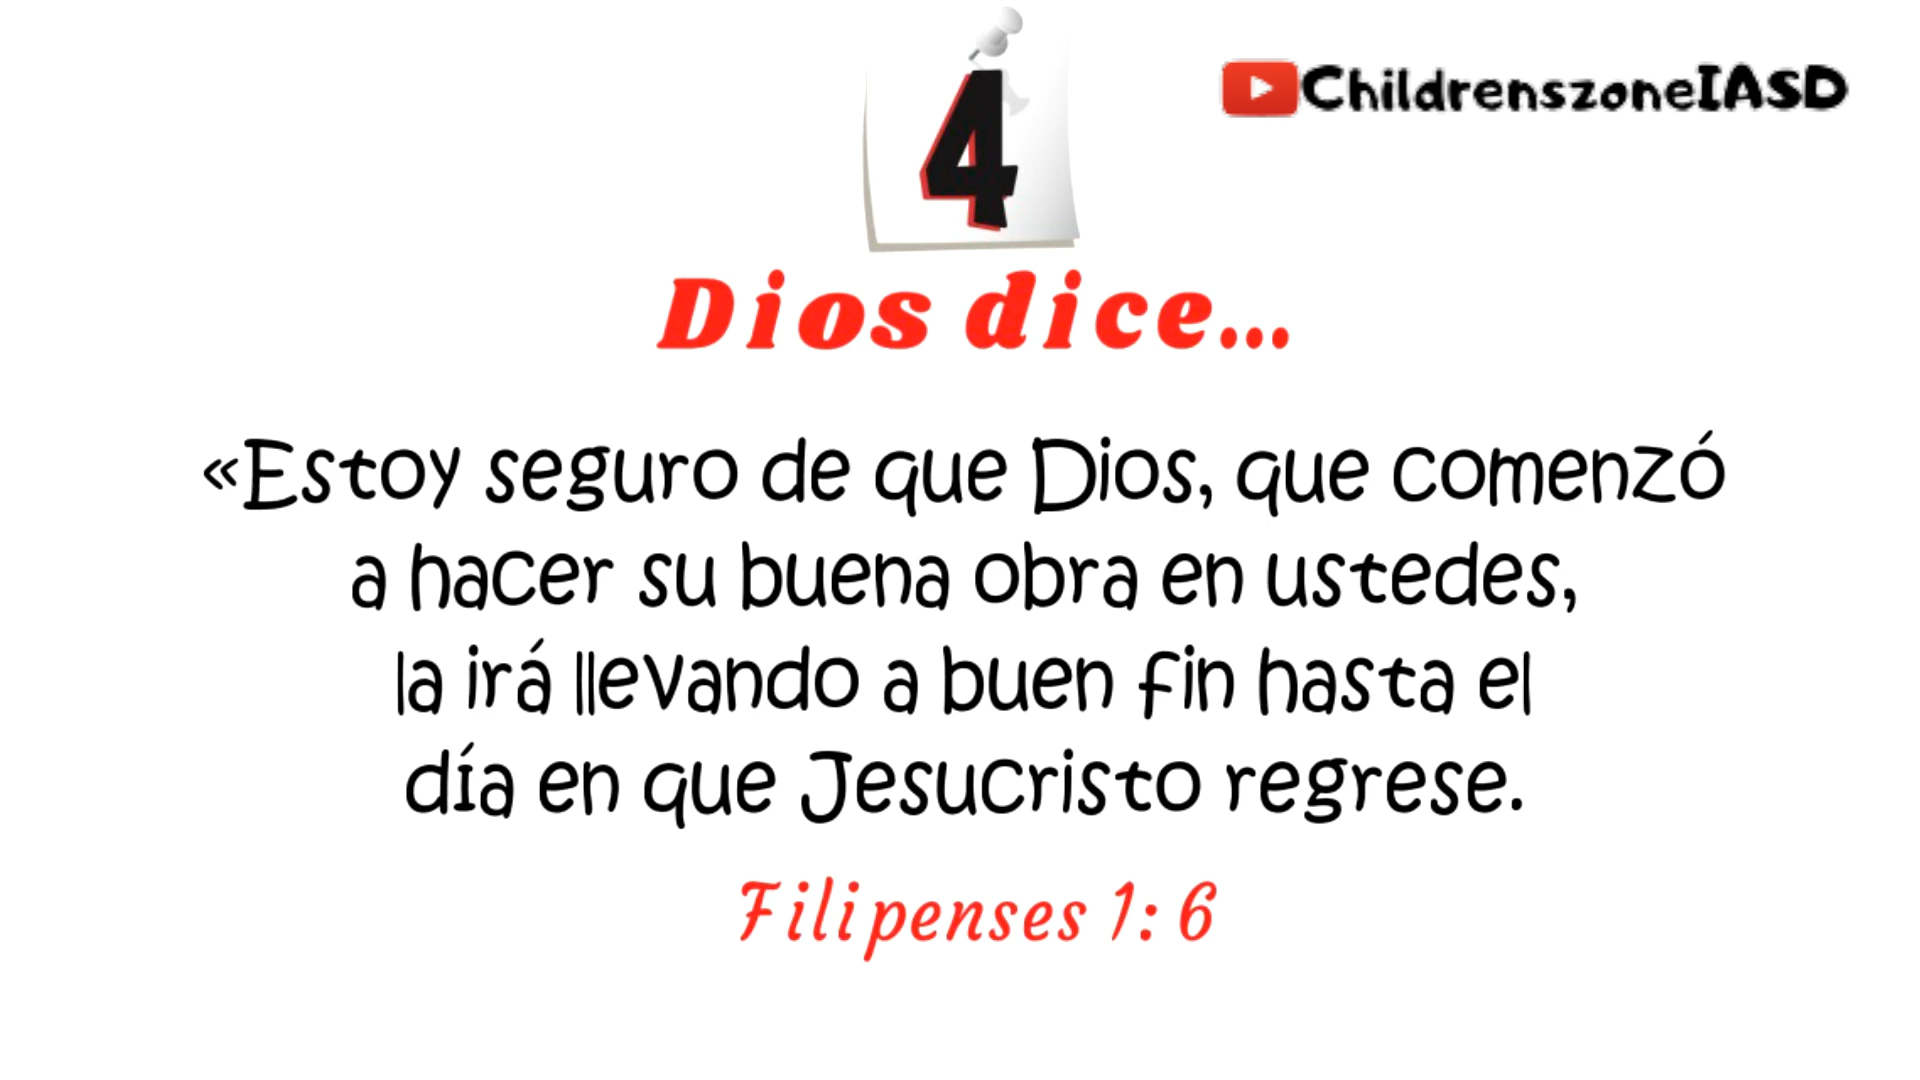 4
ChildrenszoneIASD
Dios dice...
«Estoy seguro de que Dios, que comenzó
a hacer su buena obra en ustedes,
la irá llevando a buen fin hasta el
día en que Jesucristo regrese.
Filipenses 1: 6